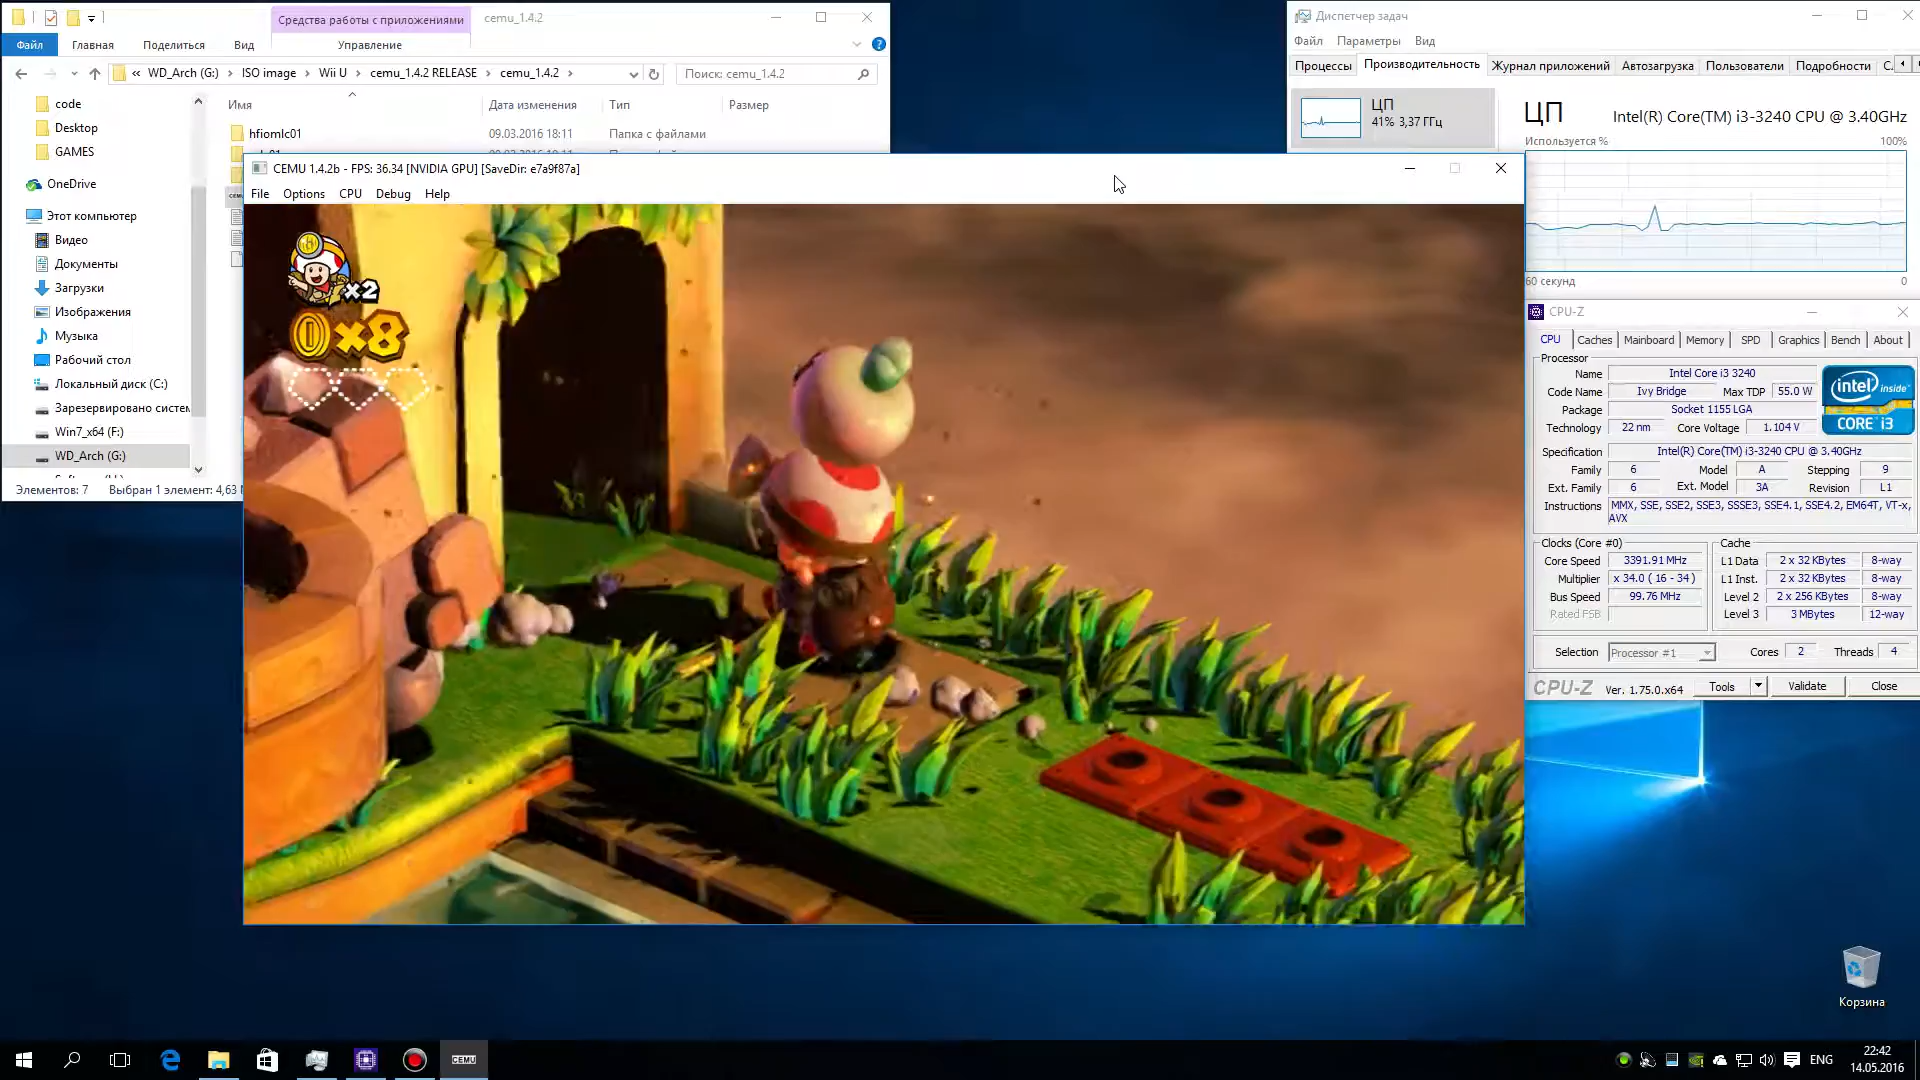 Средства работы с приложениями
cemu_1.4.2
Файл
Главная
Поделиться
Вид
Управление
« WD_Arch (G:) › ISO image › Wii U › cemu_1.4.2 RELEASE › cemu_1.4.2 ›
Поиск: cemu_1.4.2
code
Desktop
GAMES
OneDrive
Этот компьютер
Видео
Документы
Загрузки
Изображения
Музыка
Рабочий стол
Локальный диск (C:)
Зарезервировано систем
Win7_x64 (F:)
WD_Arch (G:)
Имя
Дата изменения
Тип
Размер
hfiomlc01
09.03.2016 18:11
Папка с файлами
Элементов: 7
Выбран 1 элемент: 4,63 М
CEMU 1.4.2b - FPS: 36.34 [NVIDIA GPU] [SaveDir: e7a9f87a]
File Options CPU Debug Help
x2
x8
Диспетчер задач
Файл Параметры Вид
Процессы
Производительность
Журнал приложений
Автозагрузка
Пользователи
Подробности
С.
ЦП
41% 3,37 ГГц
ЦП
Intel(R) Core(TM) i3-3240 CPU @ 3.40GHz
Используется %
100%
60 секунд
0
CPU-Z
CPU Caches Mainboard Memory SPD Graphics Bench About
Processor
Name Intel Core i3 3240
Code Name Ivy Bridge Max TDP 55.0 W
Package Socket 1155 LGA
Technology 22 nm Core Voltage 1.104 V
intel inside
CORE i3
Specification Intel(R) Core(TM) i3-3240 CPU @ 3.40GHz
Family 6 Model A Stepping 9
Ext. Family 6 Ext. Model 3A Revision L1
Instructions MMX, SSE, SSE2, SSE3, SSSE3, SSE4.1, SSE4.2, EM64T, VT-x,
AVX
Clocks (Core #0)
Core Speed 3391.91 MHz
Multiplier x 34.0 ( 16 - 34 )
Bus Speed 99.76 MHz
Rated FSB
Cache
L1 Data 2 x 32 KBytes 8-way
L1 Inst. 2 x 32 KBytes 8-way
Level 2 2 x 256 KBytes 8-way
Level 3 3 MBytes 12-way
Selection Processor #1 Cores 2 Threads 4
CPU-Z Ver. 1.75.0.x64 Tools Validate Close
Корзина
CEMU
ENG
22:42
14.05.2016